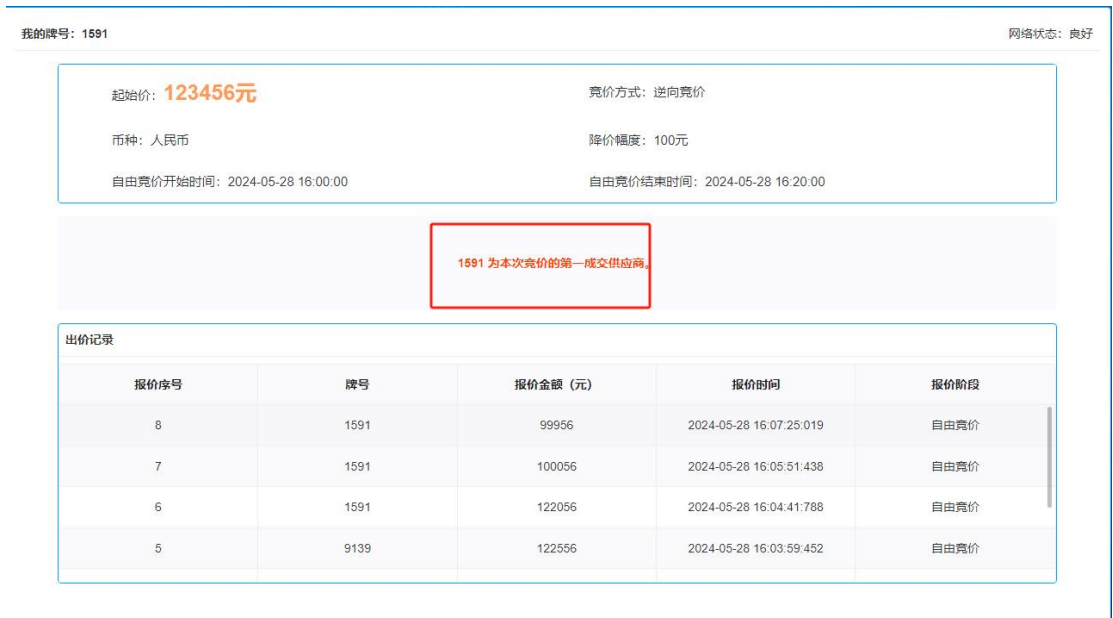 我的牌号：1591 网络状态：良好
起始价：123456元 竞价方式：逆向竞价
币种：人民币 降价幅度：100元
自由竞价开始时间：2024-05-28 16:00:00 自由竞价结束时间：2024-05-28 16:20:00
1591 为本次竞价的第一成交供应商。
出价记录
报价序号 牌号 报价金额（元） 报价时间 报价阶段
8 1591 99956 2024-05-28 16:07:25:019 自由竞价
7 1591 100056 2024-05-28 16:05:51:438 自由竞价
6 1591 122056 2024-05-28 16:04:41:788 自由竞价
5 9139 122556 2024-05-28 16:03:59:452 自由竞价